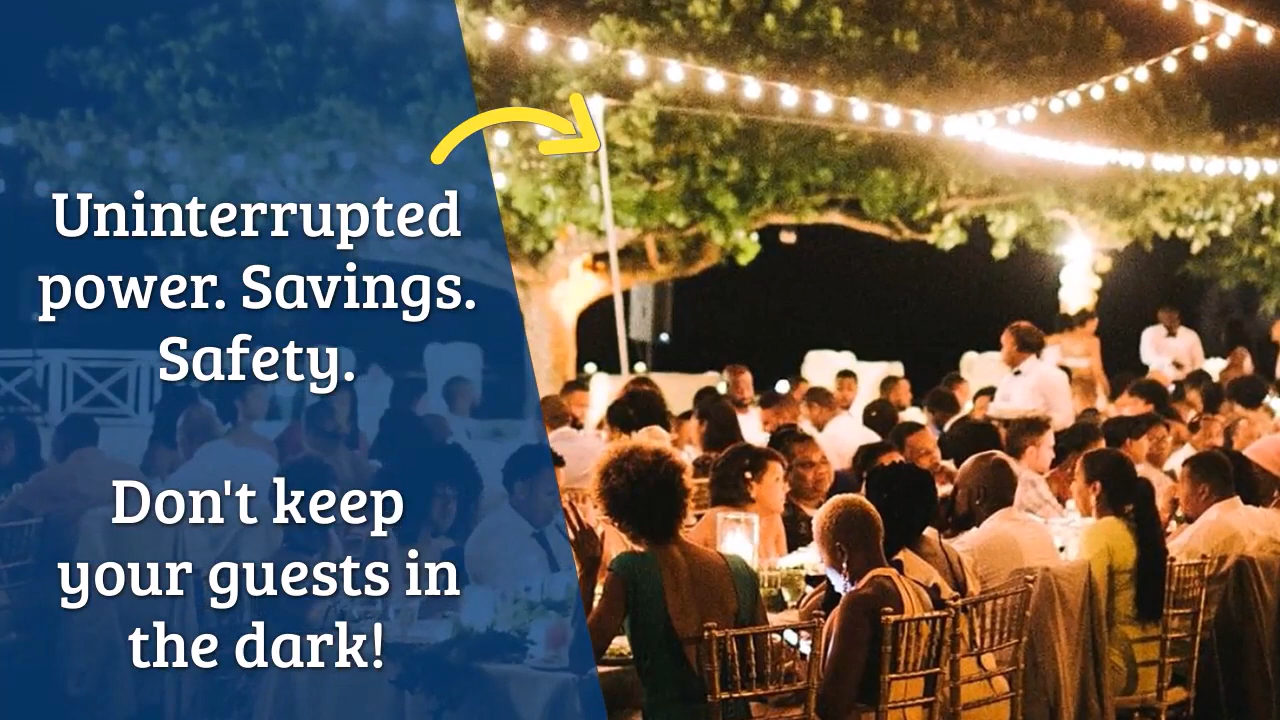 Uninterrupted
power. Savings.
Safety.
Don't keep
your guests in
the dark!